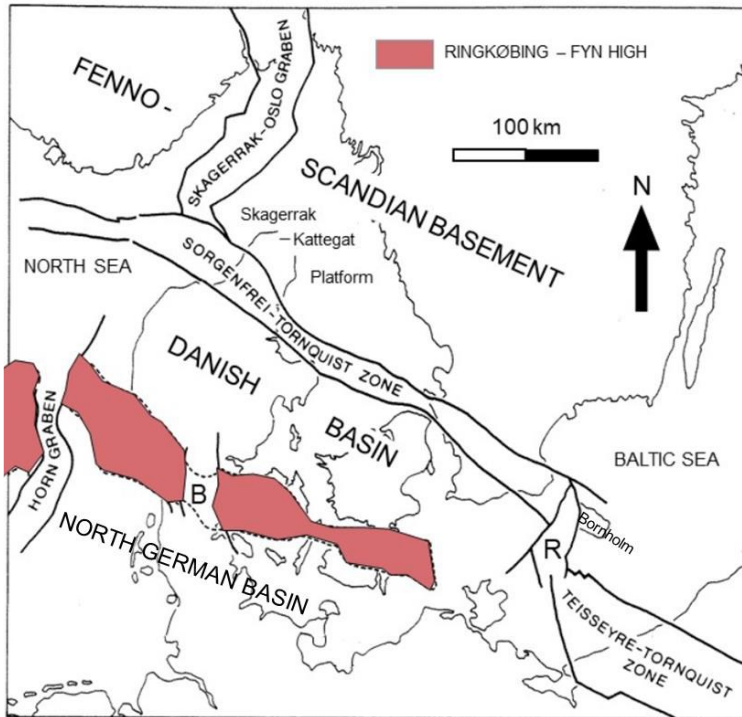 RINGKØBING – FYN HIGH
FENNO -
100 km
SKAGERRAK-OSLO GRABEN
SCANDIAN BASEMENT
N
Skagerrak
– Kattegat
Platform
NORTH SEA
SORGENFREI-TORNQUIST ZONE
DANISH
BASIN
HORN GRABEN
BALTIC SEA
B
Bornholm
R
NORTH GERMAN BASIN
TEISSEYRE-TORNQUIST
ZONE